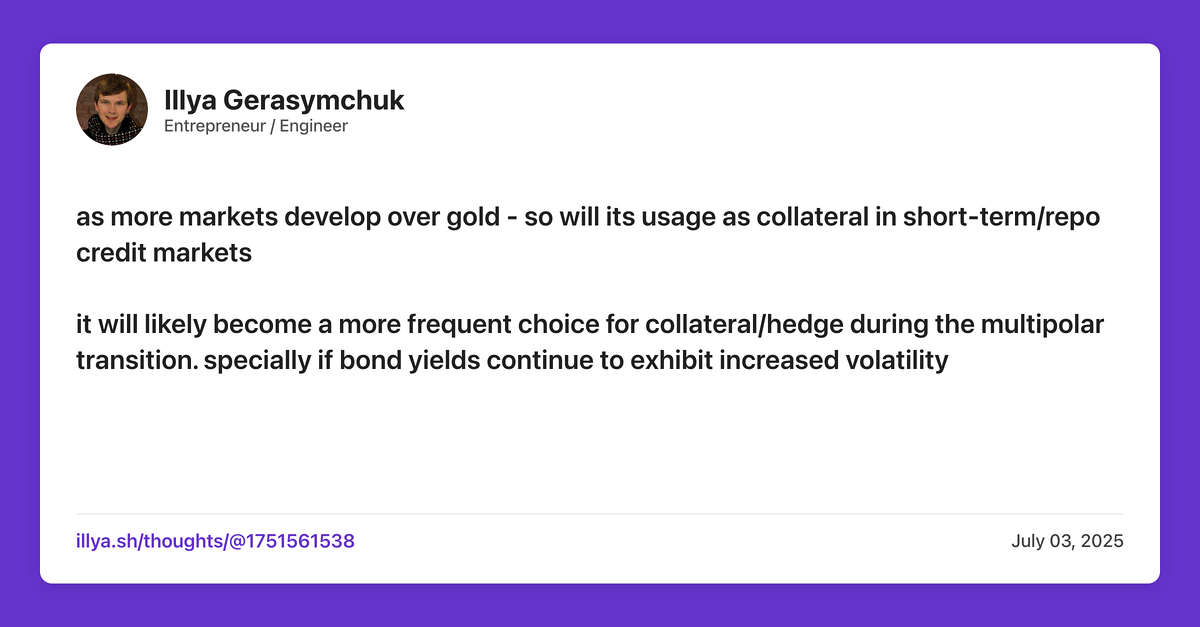 Illya Gerasymchuk
Entrepreneur / Engineer
as more markets develop over gold - so will its usage as collateral in short-term/repo
credit markets
it will likely become a more frequent choice for collateral/hedge during the multipolar
transition. specially if bond yields continue to exhibit increased volatility
illya.sh/thoughts/@1751561538
July 03, 2025